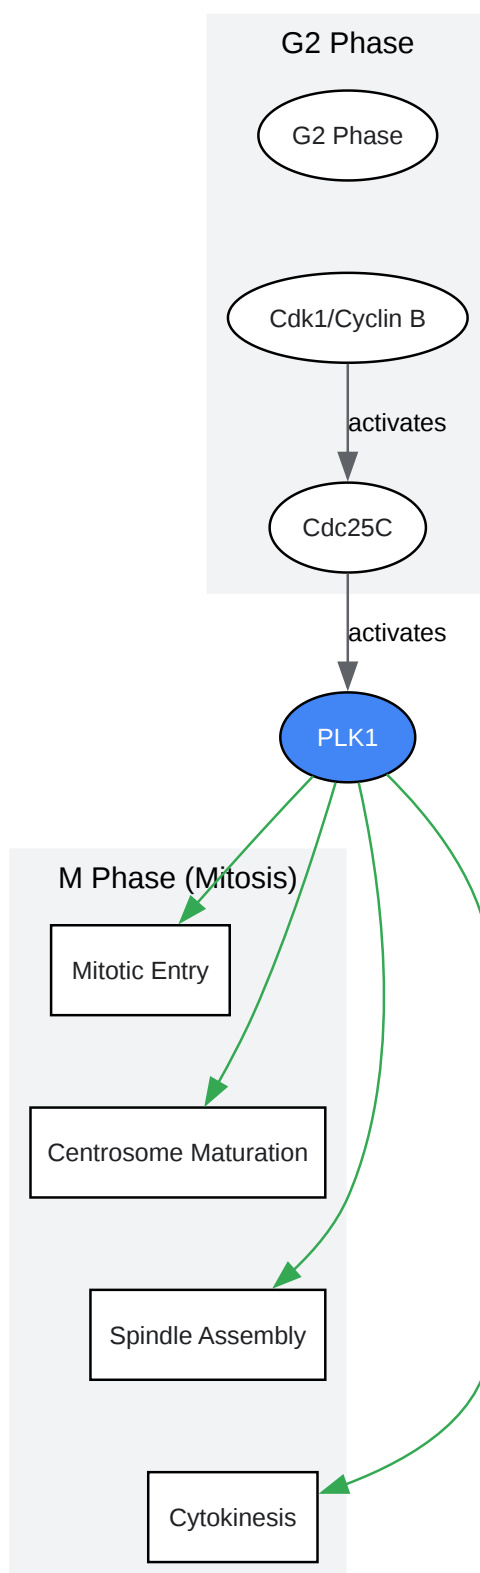 G2 Phase
G2 Phase
Cdk1/Cyclin B
activates
Cdc25C
activates
PLK1
M Phase (Mitosis)
Mitotic Entry
Centrosome Maturation
Spindle Assembly
Cytokinesis